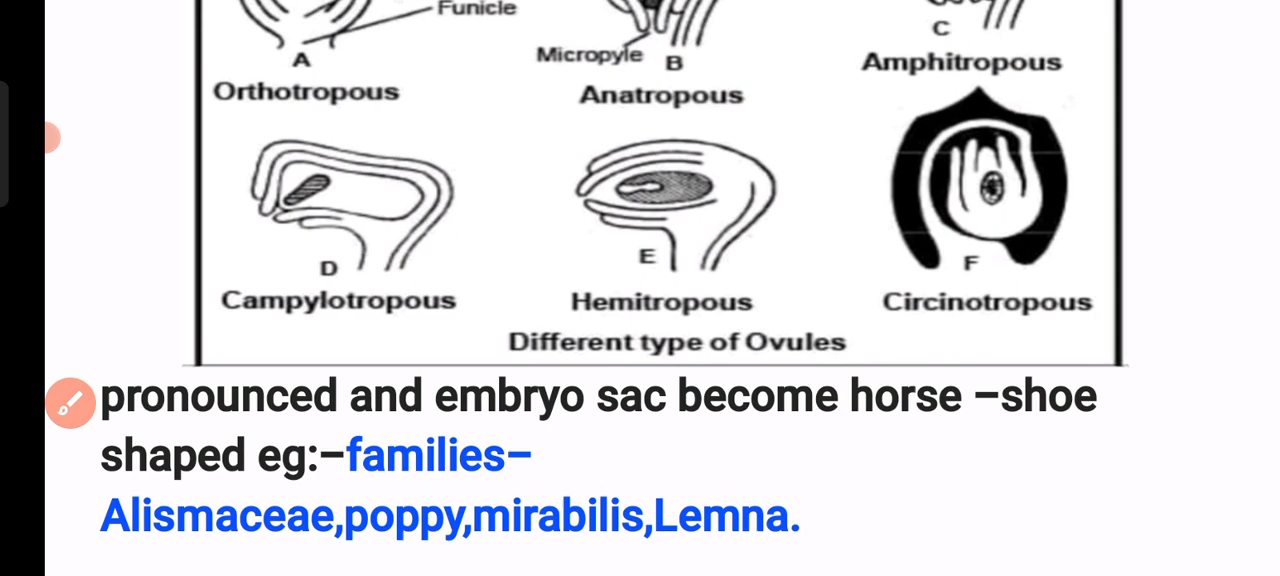 Funicle
C
Micropyle
A
B
Amphitropous
Orthotropous
Anatropous
D
E
F
Campylotropous
Hemitropous
Circinotropous
Different type of Ovules
pronounced and embryo sac become horse –shoe
shaped eg:–families–
Alismaceae,poppy,mirabilis,Lemna.